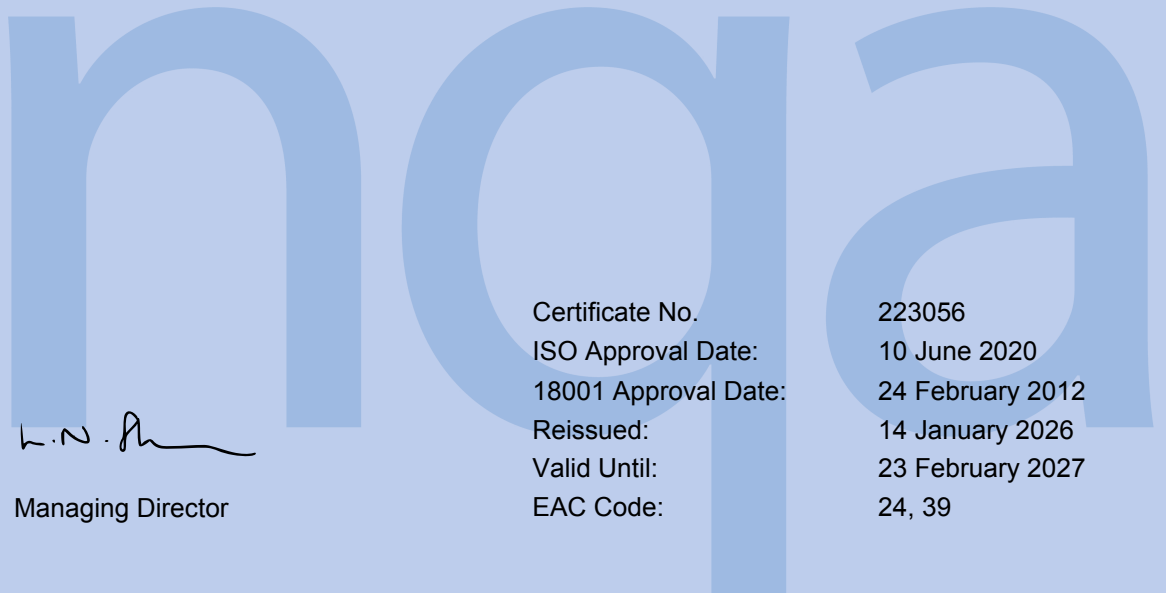 nqa
Certificate No. 223056
ISO Approval Date: 10 June 2020
18001 Approval Date: 24 February 2012
Reissued: 14 January 2026
Valid Until: 23 February 2027
EAC Code: 24, 39
L.N.
Managing Director